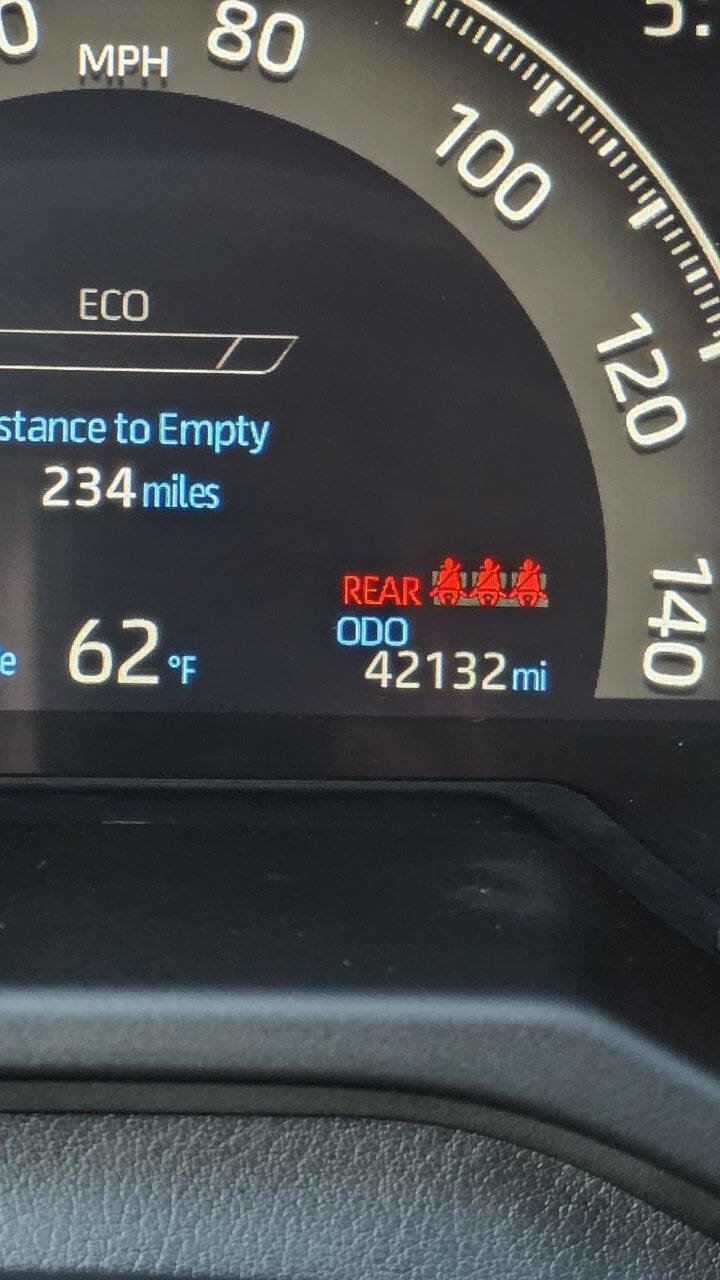 MPH
80
100
120
140
ECO
stance to Empty
234 miles
REAR
62 °F
ODO
42132 mi